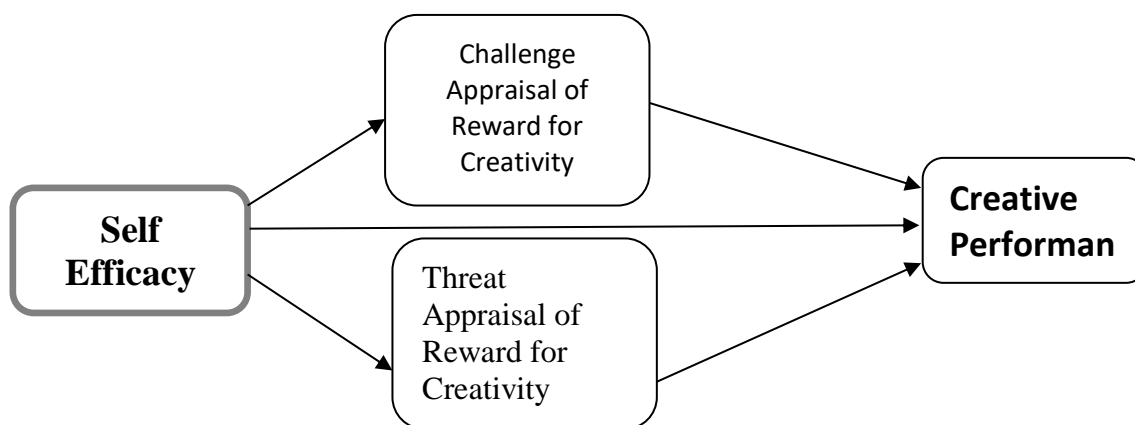 Challenge
Appraisal of
Reward for
Creativity
Self
Efficacy
Creative
Performan
Threat
Appraisal of
Reward for
Creativity